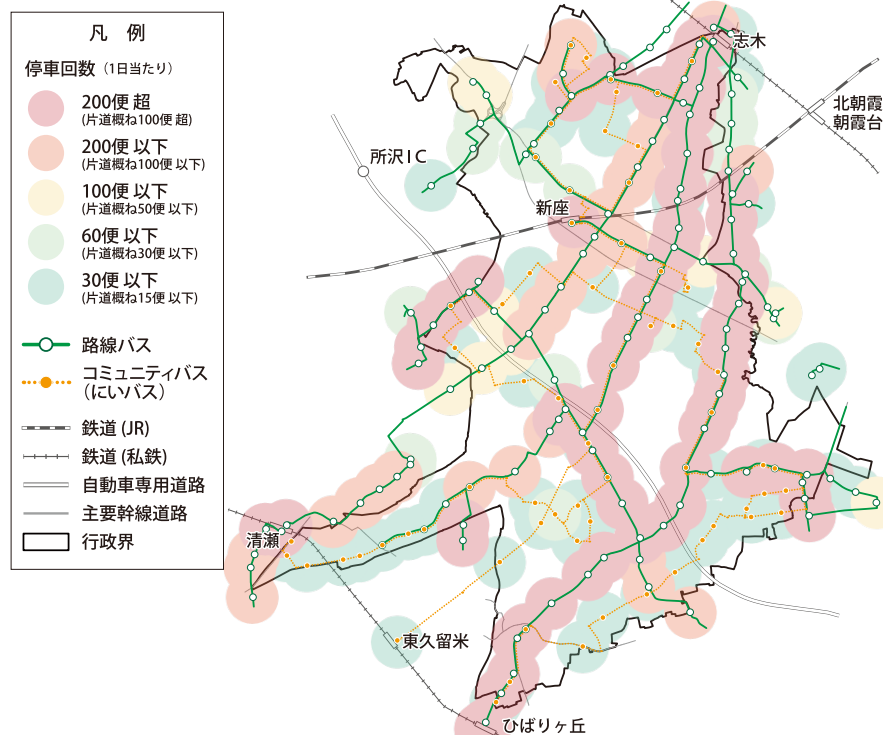 凡 例
停車回数 (1日当たり)
200便 超
(片道概ね100便 超)
200便 以下
(片道概ね100便 以下)
100便 以下
(片道概ね50便 以下)
60便 以下
(片道概ね30便 以下)
30便 以下
(片道概ね15便 以下)
路線バス
コミュニティバス
(にいバス)
鉄道 (JR)
鉄道 (私鉄)
自動車専用道路
主要幹線道路
行政界
志木
北朝霞
朝霞台
所沢IC
新座
清瀬
東久留米
ひばりヶ丘